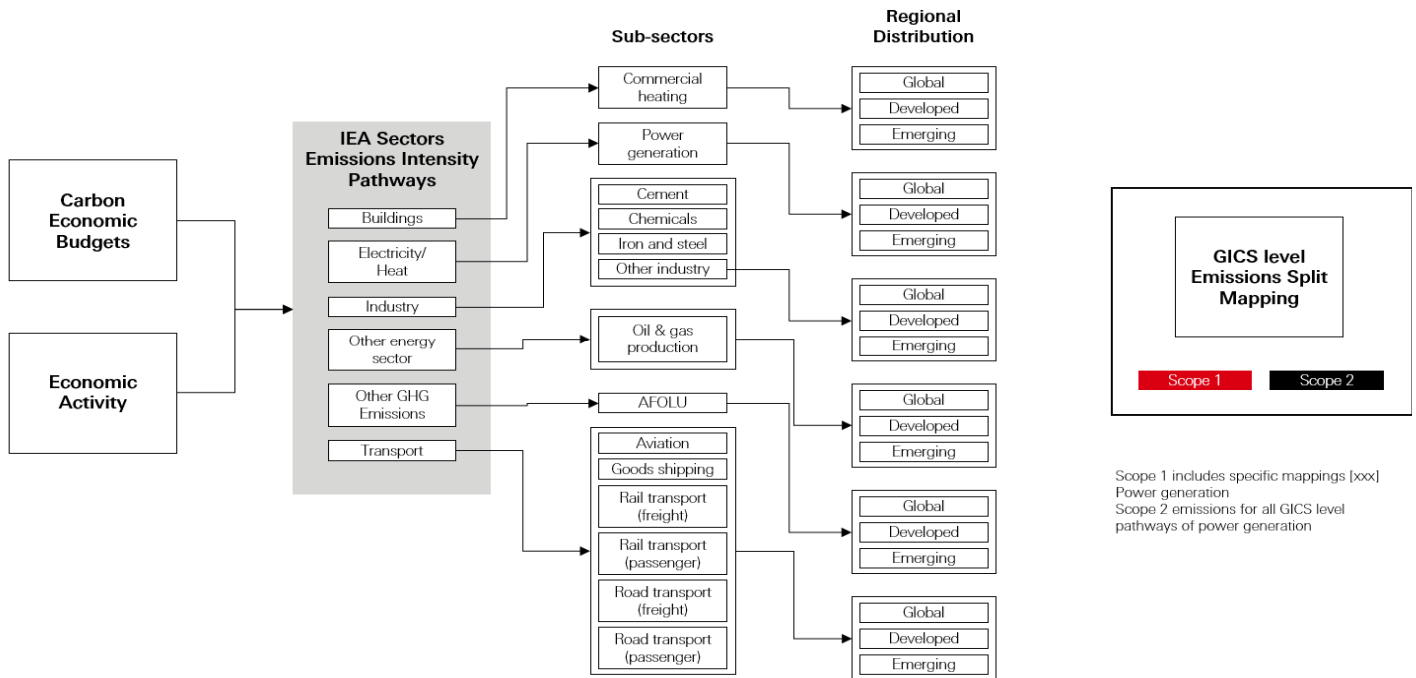 Sub-sectors
Regional
Distribution
Carbon
Economic
Budgets
Economic
Activity
IEA Sectors
Emissions Intensity
Pathways
Buildings
Electricity/
Heat
Industry
Other energy
sector
Other GHG
Emissions
Transport
Commercial
heating
Power
generation
Cement
Chemicals
Iron and steel
Other industry
Oil & gas
production
AFOLU
Aviation
Goods shipping
Rail transport
(freight)
Rail transport
(passenger)
Road transport
(freight)
Road transport
(passenger)
Global
Developed
Emerging
Global
Developed
Emerging
Global
Developed
Emerging
Global
Developed
Emerging
Global
Developed
Emerging
Global
Developed
Emerging
GICS level
Emissions Split
Mapping
Scope 1
Scope 2
Scope 1 includes specific mappings [xxx]
Power generation
Scope 2 emissions for all GICS level
pathways of power generation